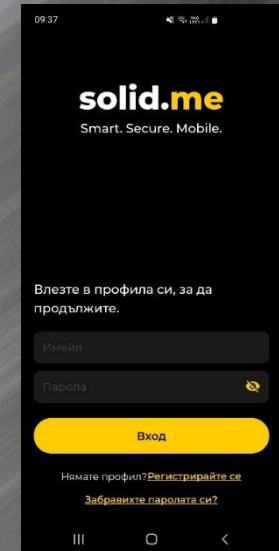 09:37
solid.me
Smart. Secure. Mobile.
Влезте в профила си, за да
продължите.
Имейл
Парола
Вход
Нямате профил?Регистрирайте се
Забравихте паролата си?